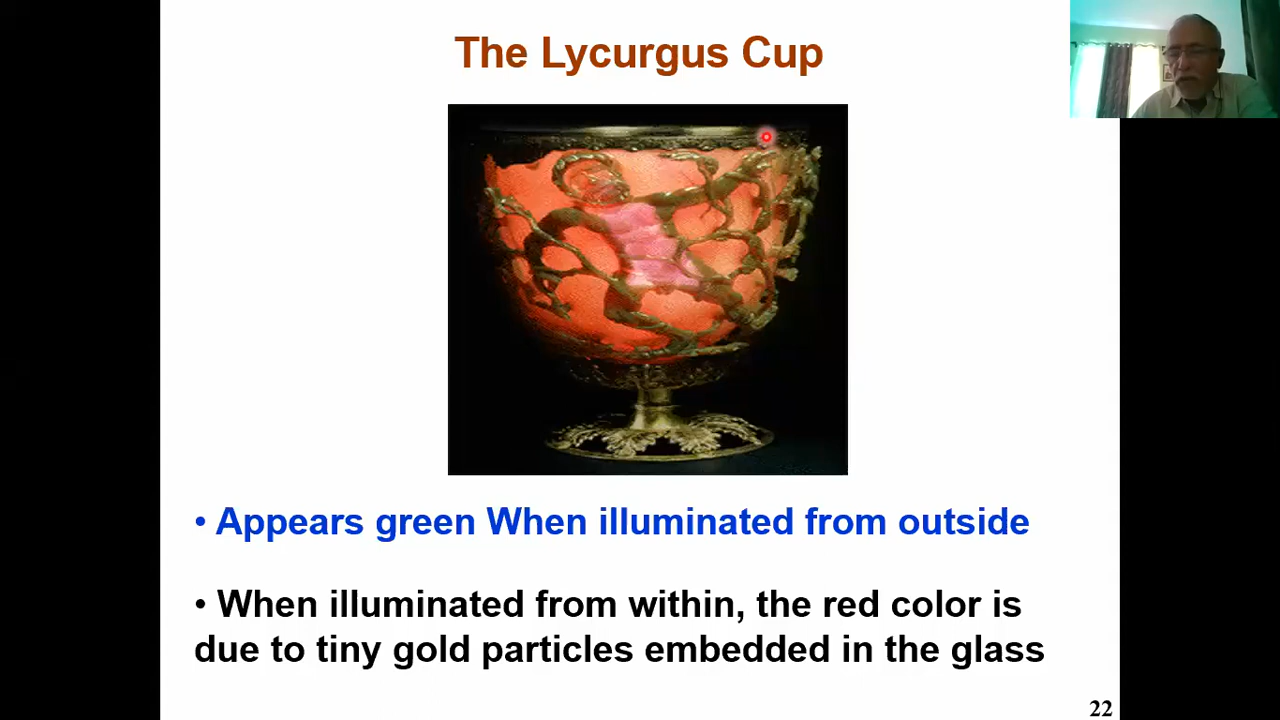 The Lycurgus Cup
• Appears green When illuminated from outside
• When illuminated from within, the red color is
due to tiny gold particles embedded in the glass
22